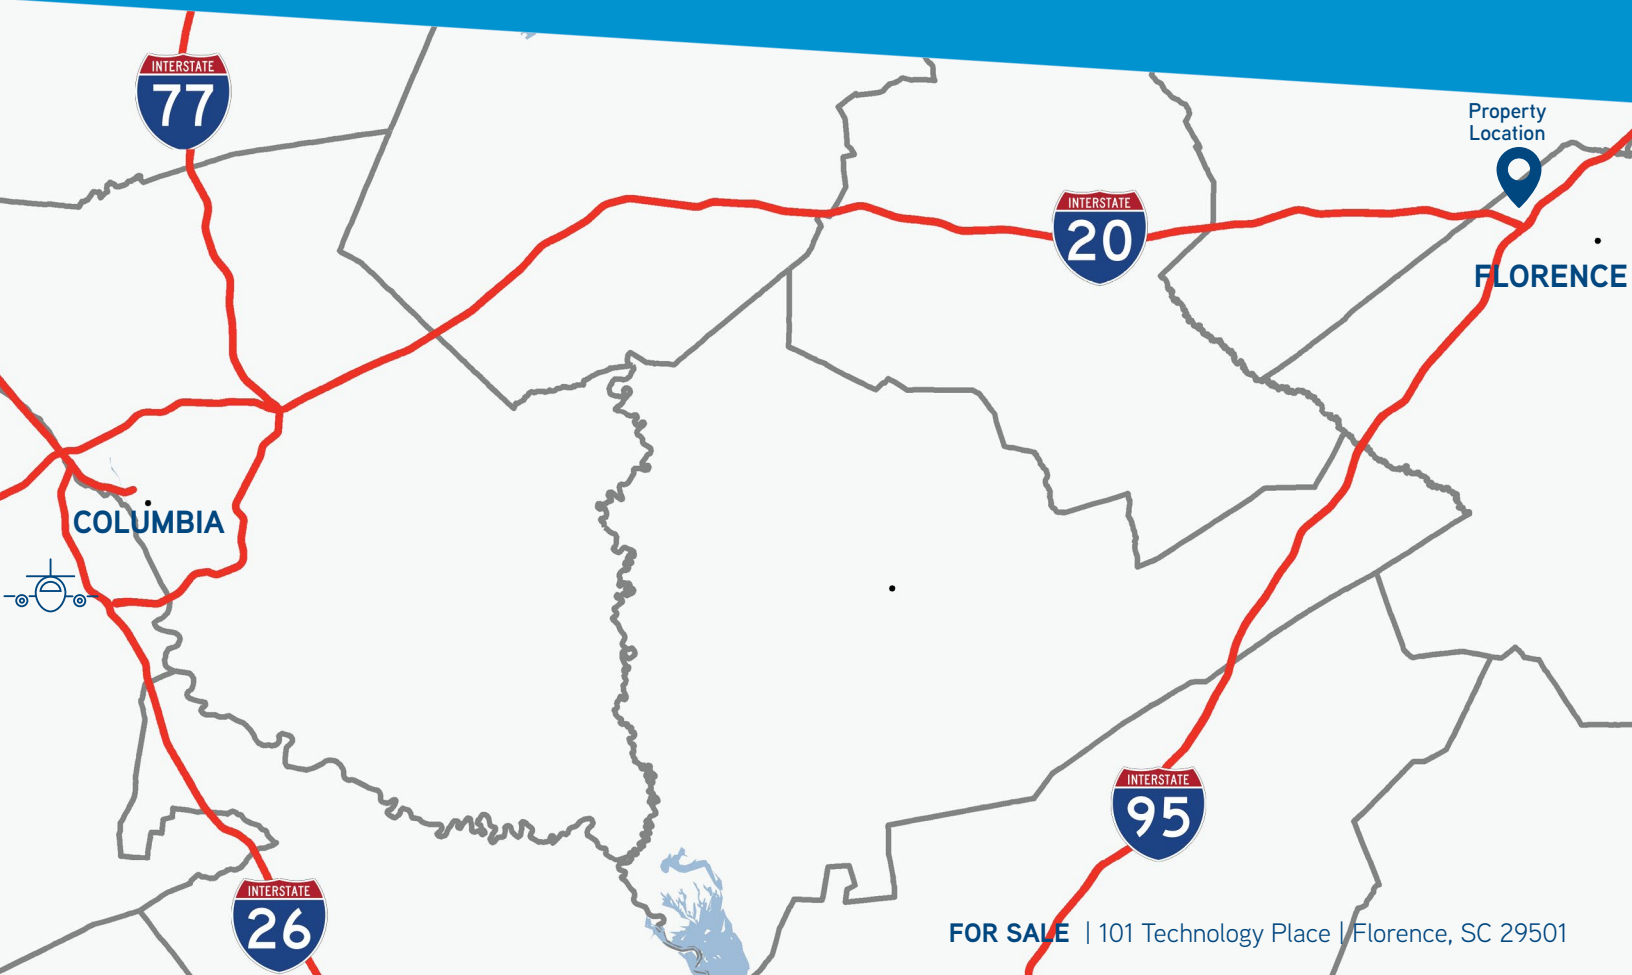 INTERSTATE
77
Property
Location
INTERSTATE
20
FLORENCE
COLUMBIA
INTERSTATE
95
INTERSTATE
26
FOR SALE | 101 Technology Place | Florence, SC 29501